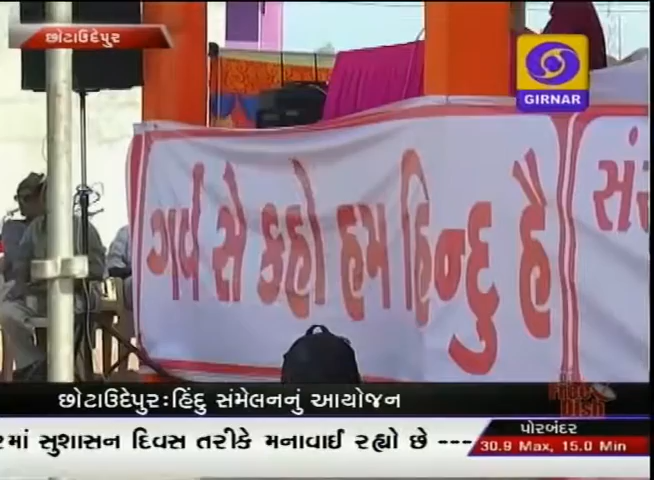 છોટાઉદેપુર
GIRNAR
ગર્વ સે કહો હમ હિન્દુ હૈ
સં
છોટાઉદેપુર:હિંદુ સંમેલનનું આયોજન
DISH
માં સુશાસન દિવસ તરીકે મનાવાઈ રહ્યો છે ---
પોરબંદર
30.9 Max, 15.0 Min